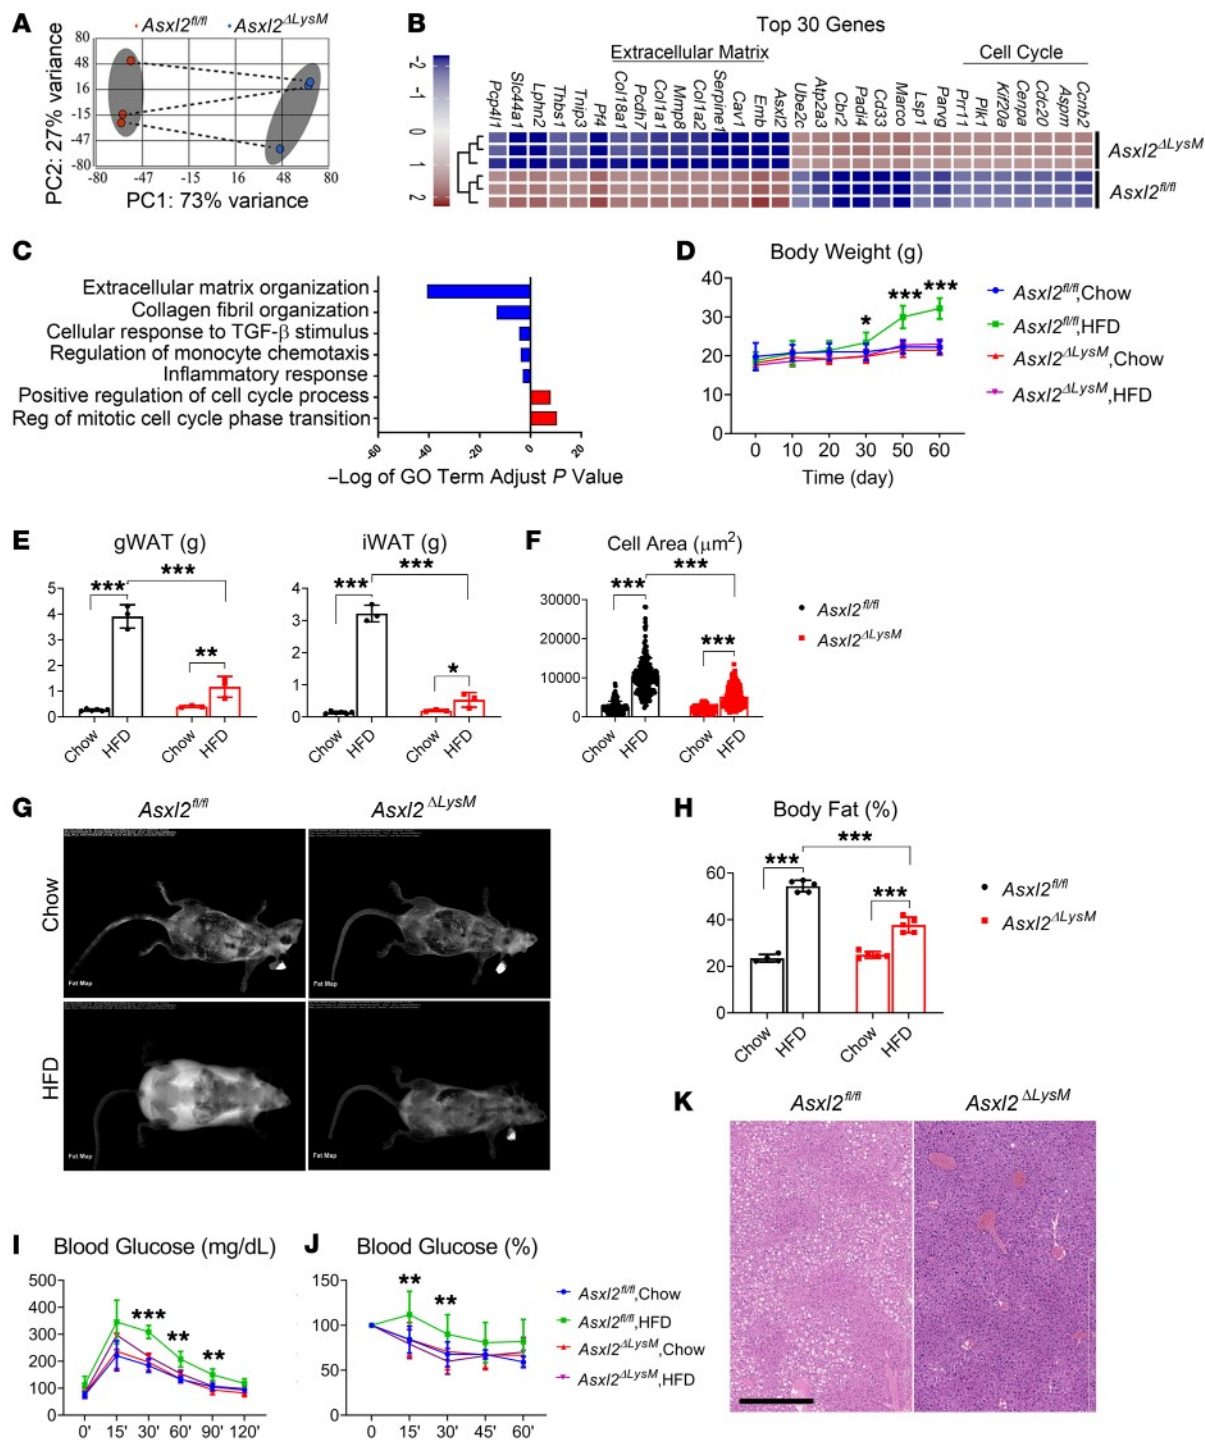 A
Asxl2fl/fl Asxl2ΔLysM
PC2: 27% variance
80
48
16
-15
-47
-80
-80 -47 -15 16 48 80
PC1: 73% variance
B
Top 30 Genes
Extracellular Matrix Cell Cycle
-2 -1 0 1 2
Pcp4l1 Slc44a1 Lphn2 Thbs1 Tnip3 Pf4 Col18a1 Pcdh7 Col1a1 Mmp8 Col1a2 Serpine1 Cav1 Emb Asxl2 Ube2c Atp2a3 Cbr2 Padi4 Cd33 Marco Lsp1 Parvg Prr11 Plk1 Kif20a Cenpa Cdc20 Aspm Ccnb2
Asxl2ΔLysM
Asxl2fl/fl
C
Extracellular matrix organization
Collagen fibril organization
Cellular response to TGF-β stimulus
Regulation of monocyte chemotaxis
Inflammatory response
Positive regulation of cell cycle process
Reg of mitotic cell cycle phase transition
-60 -40 -20 0 20
–Log of GO Term Adjust P Value
D
Body Weight (g)
40
30
20
10
0
* *** ***
0 10 20 30 50 60
Time (day)
Asxl2fl/fl,Chow
Asxl2fl/fl,HFD
Asxl2ΔLysM,Chow
Asxl2ΔLysM,HFD
E
gWAT (g)
*** *** **
5
4
3
2
1
0
Chow HFD Chow HFD
iWAT (g)
*** *** *
4
3
2
1
0
Chow HFD Chow HFD
F
Cell Area (μm2)
*** *** ***
30000
20000
10000
0
Chow HFD Chow HFD
Asxl2fl/fl
Asxl2ΔLysM
G
Asxl2fl/fl Asxl2ΔLysM
Chow
Fat Map Fat Map
HFD
Fat Map Fat Map
H
Body Fat (%)
*** *** ***
60
40
20
0
Chow HFD Chow HFD
Asxl2fl/fl
Asxl2ΔLysM
I
Blood Glucose (mg/dL)
500
400
300
200
100
0
*** ** **
0' 15' 30' 60' 90' 120'
J
Blood Glucose (%)
150
100
50
0
** **
0 15' 30' 45' 60'
Asxl2fl/fl,Chow
Asxl2fl/fl,HFD
Asxl2ΔLysM,Chow
Asxl2ΔLysM,HFD
K
Asxl2fl/fl Asxl2ΔLysM